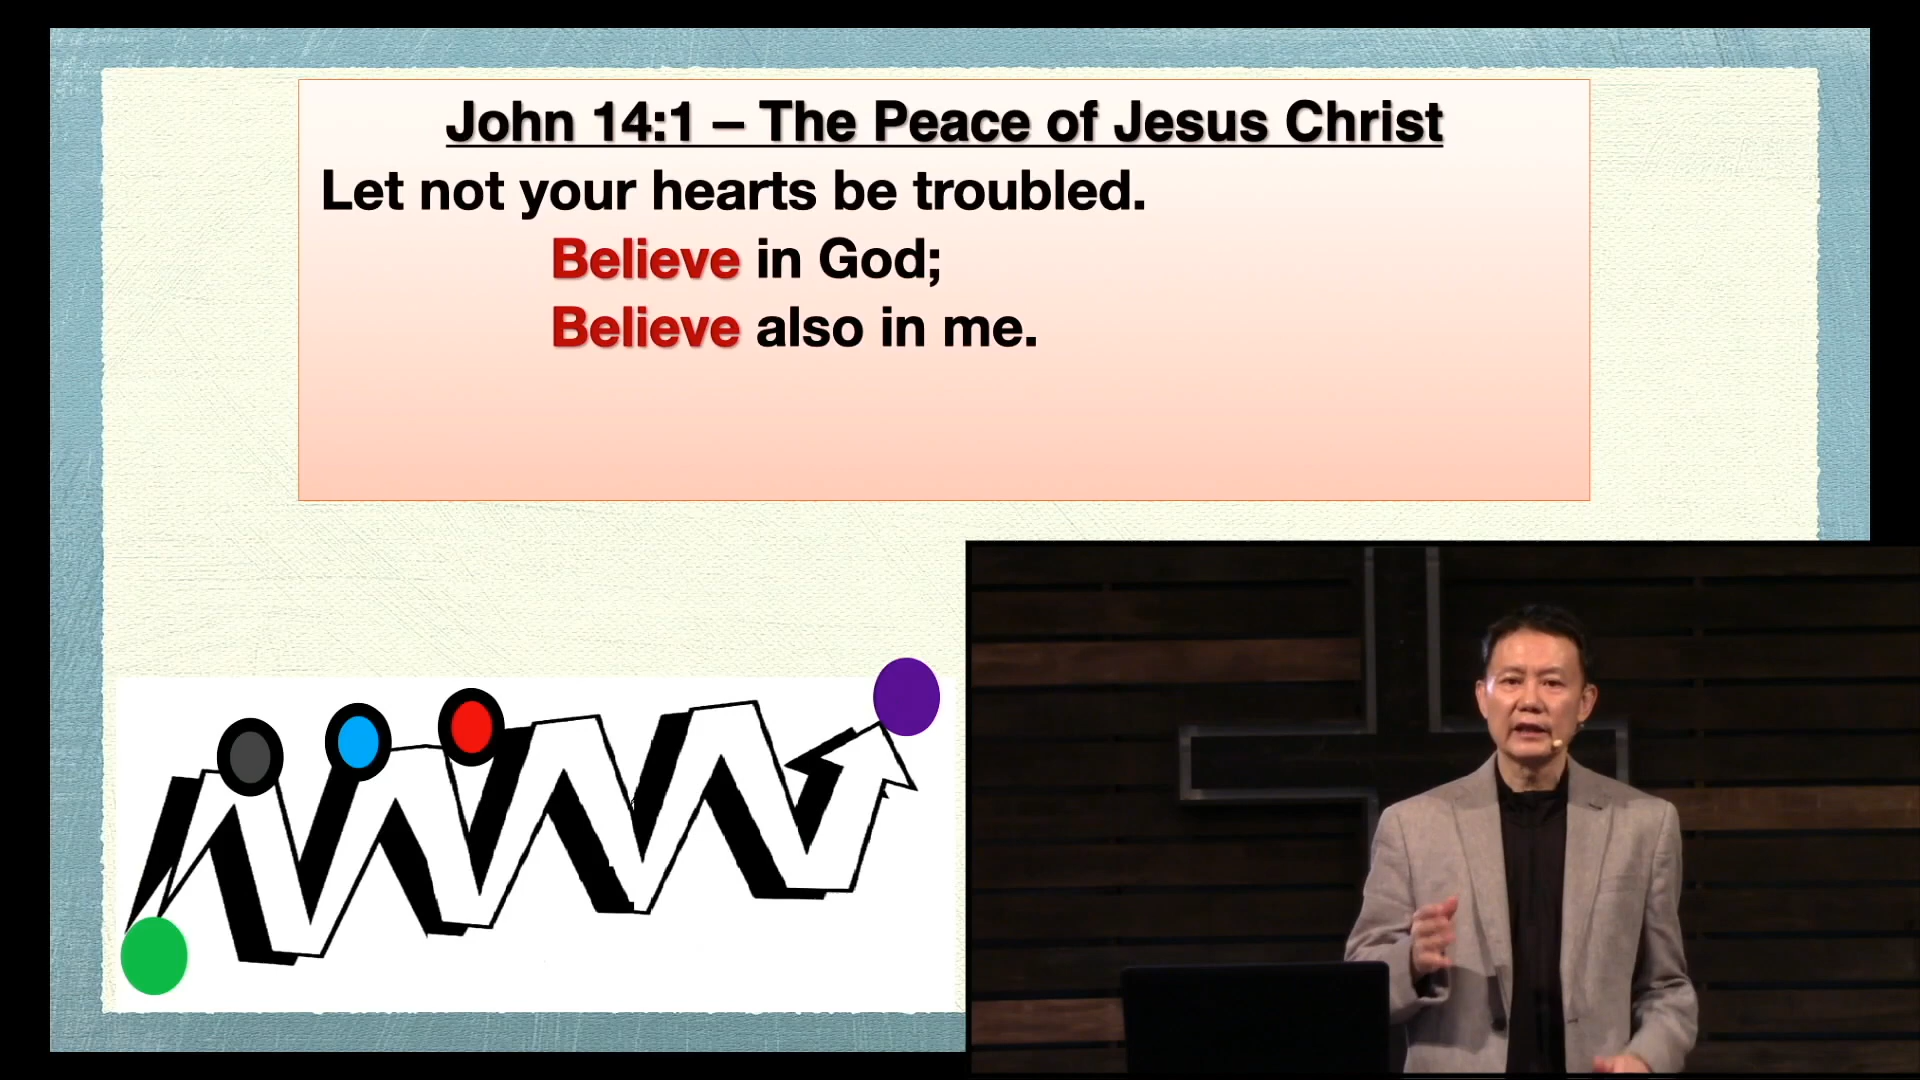 John 14:1 – The Peace of Jesus Christ
Let not your hearts be troubled.
Believe in God;
Believe also in me.